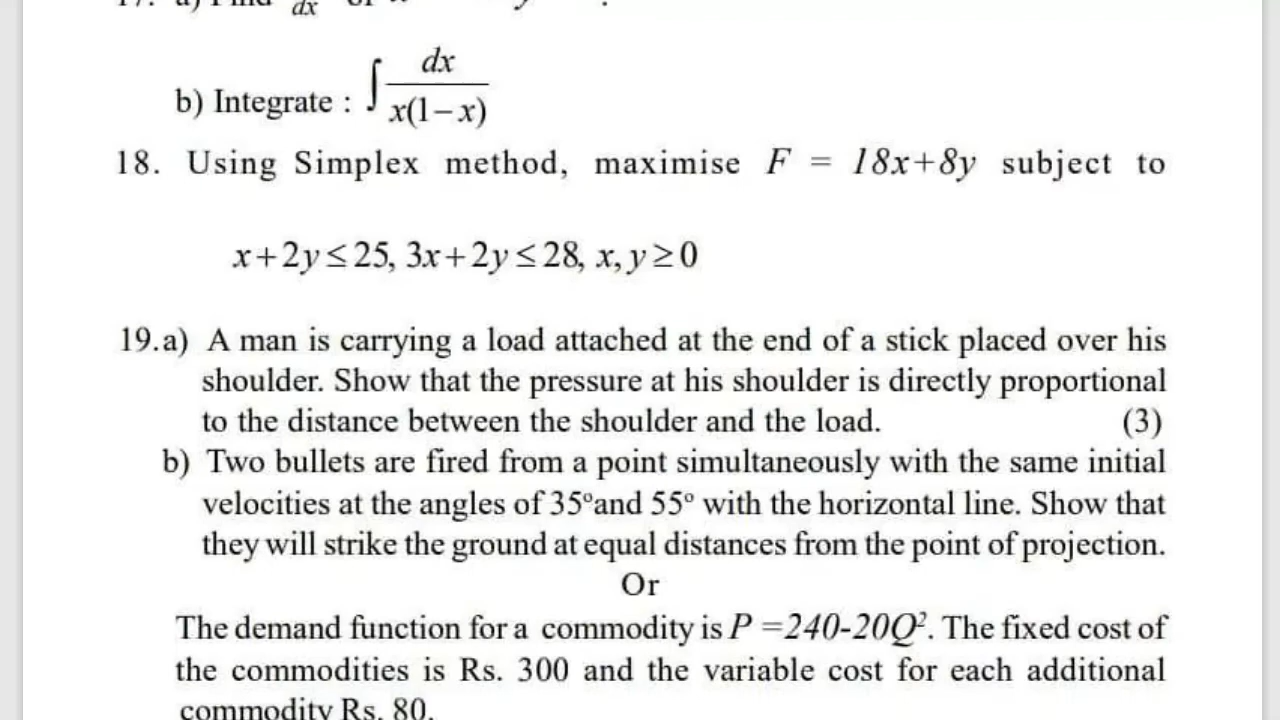 dx
b) Integrate : ∫ dx / x(1−x)
18. Using Simplex method, maximise F = 18x+8y subject to
x+2y≤25, 3x+2y≤28, x, y≥0
19.a) A man is carrying a load attached at the end of a stick placed over his
shoulder. Show that the pressure at his shoulder is directly proportional
to the distance between the shoulder and the load. (3)
b) Two bullets are fired from a point simultaneously with the same initial
velocities at the angles of 35°and 55° with the horizontal line. Show that
they will strike the ground at equal distances from the point of projection.
Or
The demand function for a commodity is P =240-20Q². The fixed cost of
the commodities is Rs. 300 and the variable cost for each additional
commodity Rs. 80.